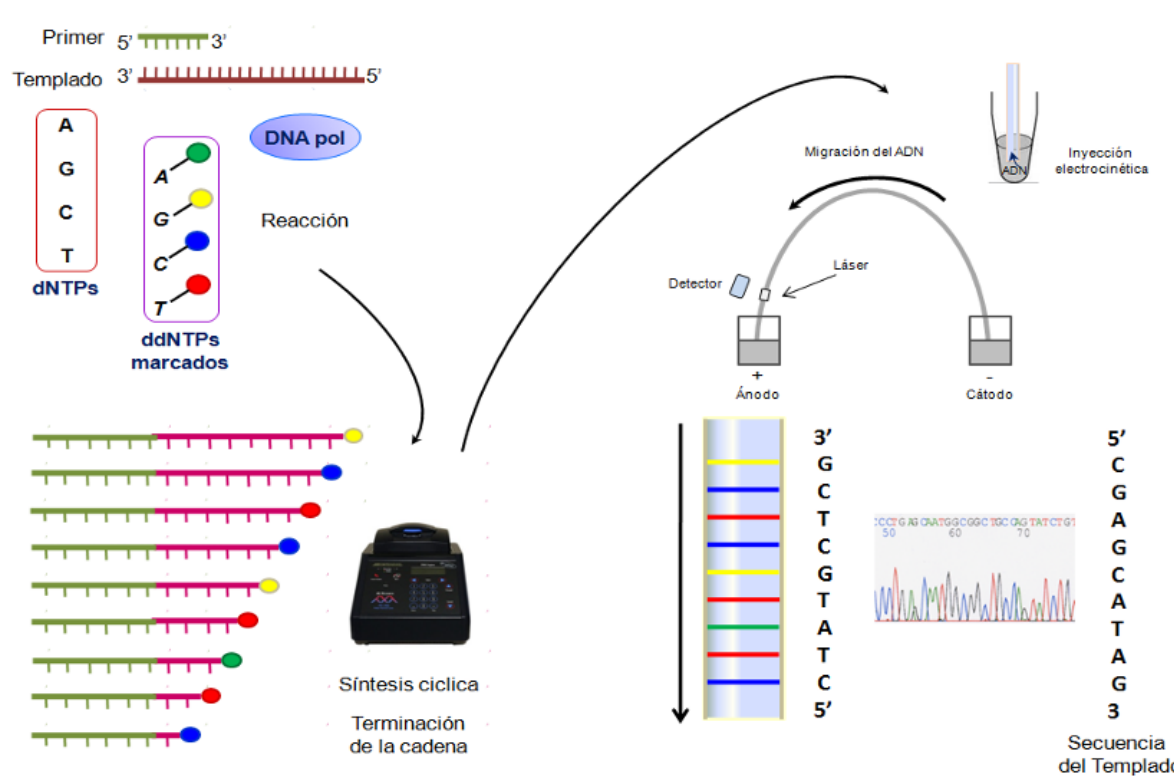 Primer 5’ 3’
Templado 3’ 5’
A
G
C
T
dNTPs
A
G
C
T
ddNTPs
marcados
DNA pol
Reacción
Síntesis ciclica
Terminación
de la cadena
ADN
Inyección
electrocinética
Migración del ADN
Láser
Detector
+
Ánodo
-
Cátodo
3’
G
C
T
C
G
T
A
T
C
5’
CCCTGAGCAATGGCGGCTGCCAGTATCTGT
50 60 70
5’
C
G
A
G
C
A
T
A
G
3
Secuencia
del Templado